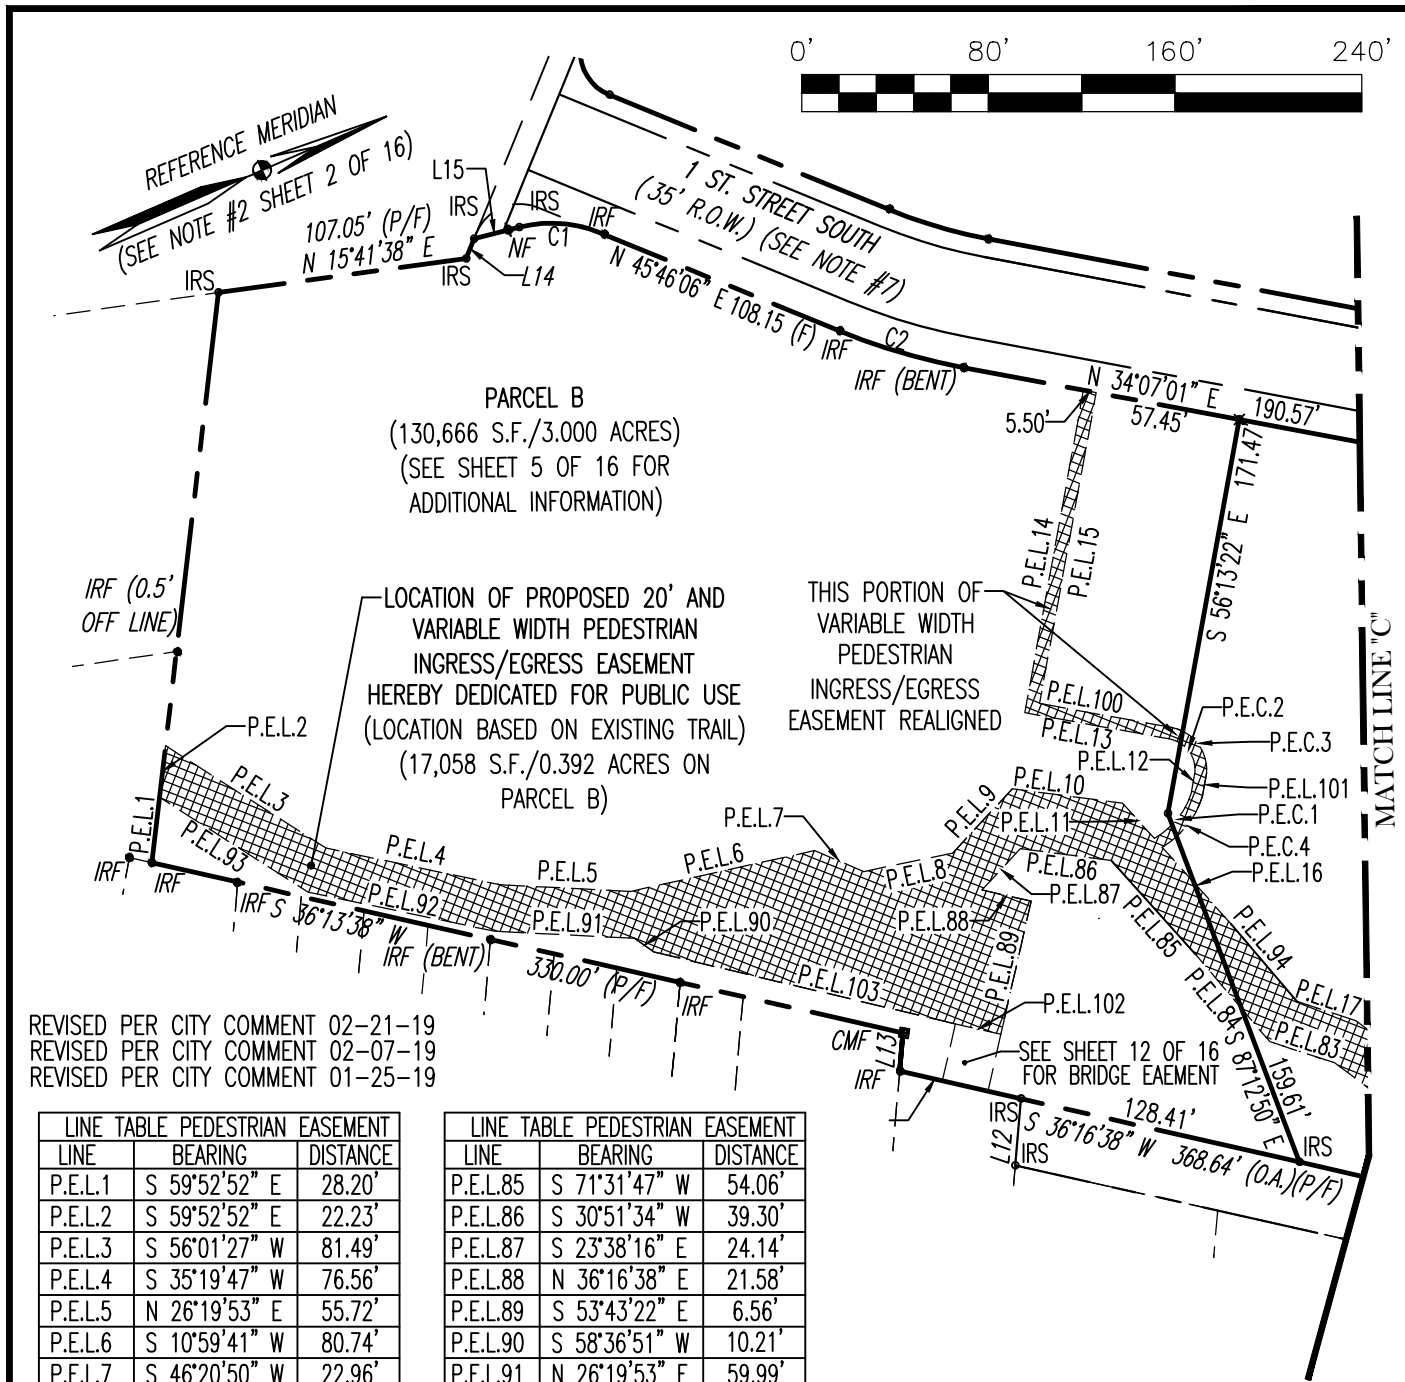 0' 80' 160' 240'
REFERENCE MERIDIAN
(SEE NOTE #2 SHEET 2 OF 16)
L15
IRS
IRS
IRF
107.05' (P/F)
N 15°41'38" E
NF
C1
IRS
L14
IRS
1 ST. STREET SOUTH
(35' R.O.W.) (SEE NOTE #7)
N 45°46'06" E 108.15 (F)
IRF
C2
IRF (BENT)
N 34°07'01" E
190.57'
57.45'
5.50'
PARCEL B
(130,666 S.F./3.000 ACRES)
(SEE SHEET 5 OF 16 FOR
ADDITIONAL INFORMATION)
S 56°13'22" E 171.47'
P.E.L.14
P.E.L.15
IRF (0.5'
OFF LINE)
LOCATION OF PROPOSED 20' AND
VARIABLE WIDTH PEDESTRIAN
INGRESS/EGRESS EASEMENT
HEREBY DEDICATED FOR PUBLIC USE
(LOCATION BASED ON EXISTING TRAIL)
(17,058 S.F./0.392 ACRES ON
PARCEL B)
THIS PORTION OF
VARIABLE WIDTH
PEDESTRIAN
INGRESS/EGRESS
EASEMENT REALIGNED
MATCH LINE "C"
P.E.L.100
P.E.L.13
P.E.L.12
P.E.C.2
P.E.C.3
P.E.L.101
P.E.C.1
P.E.C.4
P.E.L.16
P.E.L.2
P.E.L.1
P.E.L.3
P.E.L.93
P.E.L.4
P.E.L.92
P.E.L.5
P.E.L.91
P.E.L.6
P.E.L.7
P.E.L.90
P.E.L.8
P.E.L.9
P.E.L.10
P.E.L.11
P.E.L.86
P.E.L.87
P.E.L.88
P.E.L.89
P.E.L.85
P.E.L.94
P.E.L.17
P.E.L.84
P.E.L.83
P.E.L.103
P.E.L.102
IRF
IRF
IRF
S 36°13'38" W
IRF (BENT)
330.00' (P/F)
IRF
CMF
L13
IRF
SEE SHEET 12 OF 16
FOR BRIDGE EAEMENT
S 87°12'50" E
159.61'
IRS
128.41'
S 36°16'38" W 368.64' (O.A.)(P/F)
IRS
L12
IRS
REVISED PER CITY COMMENT 02-21-19
REVISED PER CITY COMMENT 02-07-19
REVISED PER CITY COMMENT 01-25-19
LINE TABLE PEDESTRIAN EASEMENT
LINE BEARING DISTANCE
P.E.L.1 S 59°52'52" E 28.20'
P.E.L.2 S 59°52'52" E 22.23'
P.E.L.3 S 56°01'27" W 81.49'
P.E.L.4 S 35°19'47" W 76.56'
P.E.L.5 N 26°19'53" E 55.72'
P.E.L.6 S 10°59'41" W 80.74'
P.E.L.7 S 46°20'50" W 22.96'
LINE TABLE PEDESTRIAN EASEMENT
LINE BEARING DISTANCE
P.E.L.85 S 71°31'47" W 54.06'
P.E.L.86 S 30°51'34" W 39.30'
P.E.L.87 S 23°38'16" E 24.14'
P.E.L.88 N 36°16'38" E 21.58'
P.E.L.89 S 53°43'22" E 6.56'
P.E.L.90 S 58°36'51" W 10.21'
P.E.L.91 N 26°19'53" E 59.99'